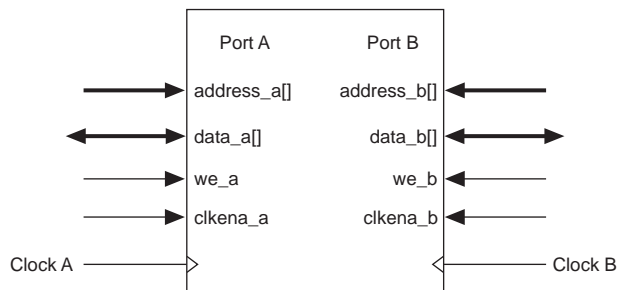 Port A Port B
address_a[] address_b[]
data_a[] data_b[]
we_a we_b
clkena_a clkena_b
Clock A Clock B